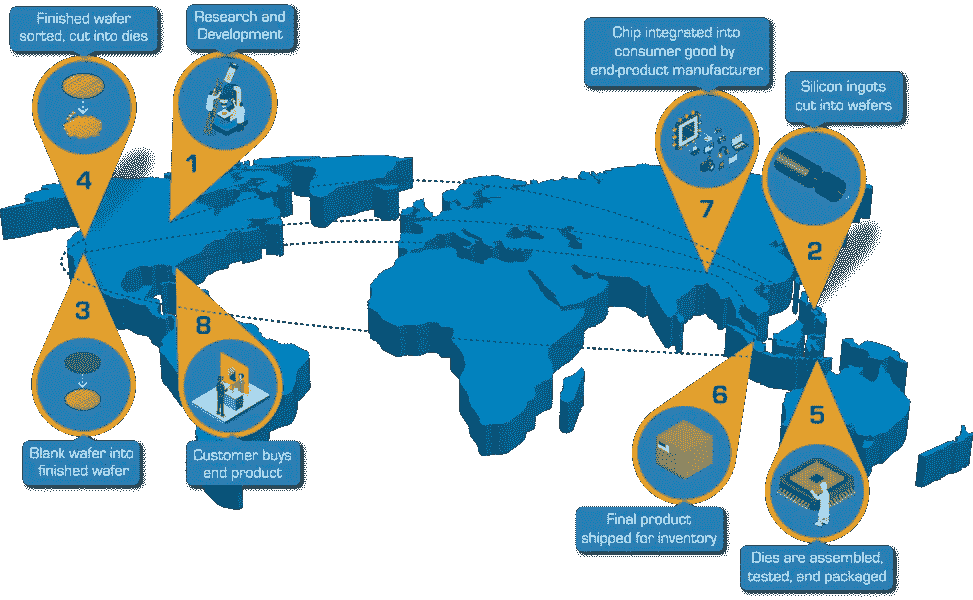 Finished wafer
sorted, cut into dies
4
Research and
Development
1
Chip integrated into
consumer good by
end-product manufacturer
7
Silicon ingots
cut into wafers
2
3
Blank wafer into
finished wafer
8
Customer buys
end product
6
Final product
shipped for inventory
5
Dies are assembled,
tested, and packaged